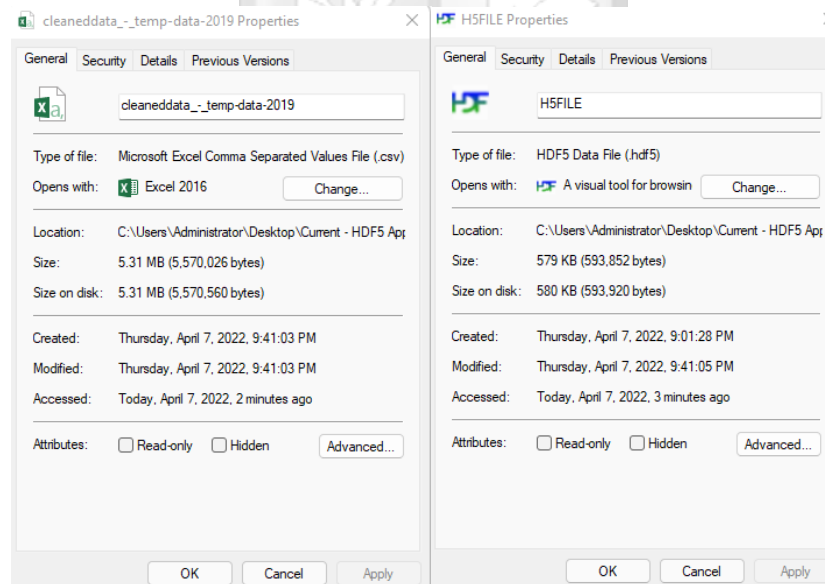 cleaneddata_-_temp-data-2019 Properties
General Security Details Previous Versions
cleaneddata_-_temp-data-2019
Type of file: Microsoft Excel Comma Separated Values File (.csv)
Opens with: Excel 2016 Change...
Location: C:\Users\Administrator\Desktop\Current - HDF5 App
Size: 5.31 MB (5,570,026 bytes)
Size on disk: 5.31 MB (5,570,560 bytes)
Created: Thursday, April 7, 2022, 9:41:03 PM
Modified: Thursday, April 7, 2022, 9:41:03 PM
Accessed: Today, April 7, 2022, 2 minutes ago
Attributes: Read-only Hidden Advanced...
OK Cancel Apply
HDF H5FILE Properties
General Security Details Previous Versions
HDF H5FILE
Type of file: HDF5 Data File (.hdf5)
Opens with: HDF A visual tool for browsin Change...
Location: C:\Users\Administrator\Desktop\Current - HDF5 App
Size: 579 KB (593,852 bytes)
Size on disk: 580 KB (593,920 bytes)
Created: Thursday, April 7, 2022, 9:01:28 PM
Modified: Thursday, April 7, 2022, 9:41:05 PM
Accessed: Today, April 7, 2022, 3 minutes ago
Attributes: Read-only Hidden Advanced...
OK Cancel Apply